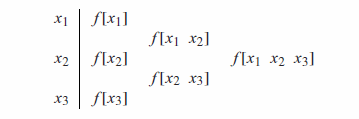 x1 f[x1]
f[x1 x2]
x2 f[x2] f[x1 x2 x3]
f[x2 x3]
x3 f[x3]